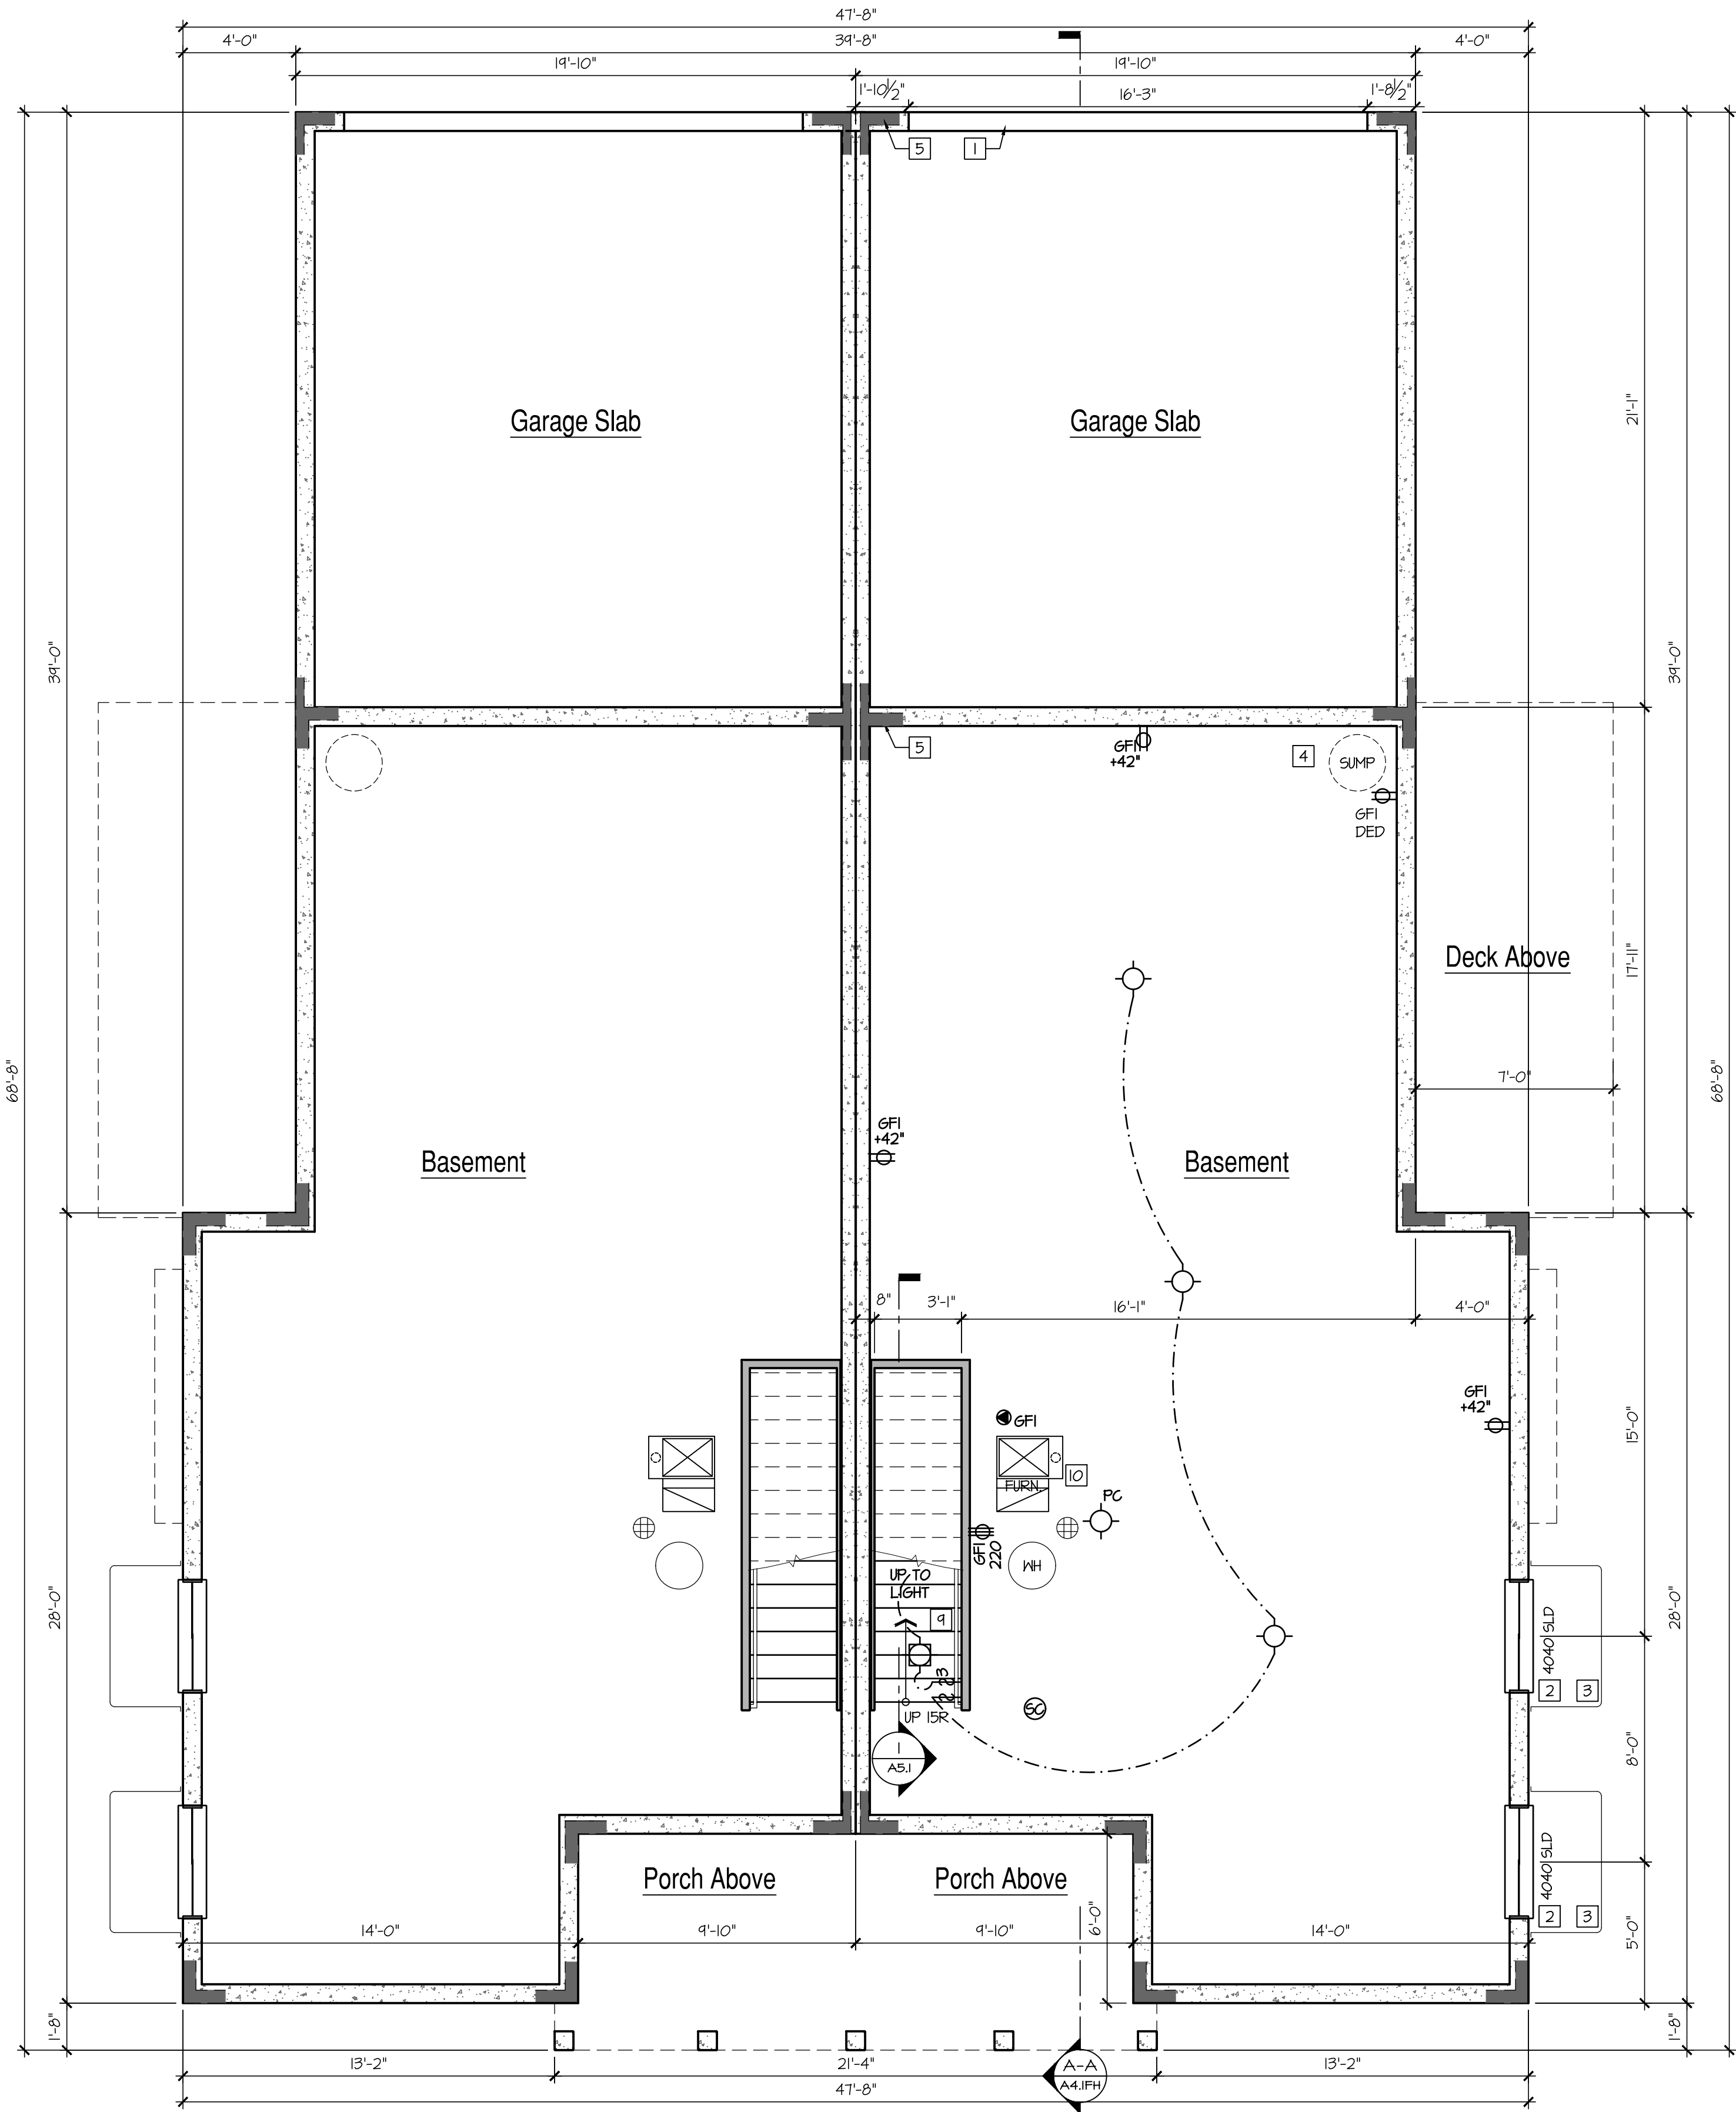 47'-8"
4'-0" 39'-8" 4'-0"
19'-10" 19'-10"
1'-10½" 16'-3" 1'-8½"
5 1
Garage Slab Garage Slab
21'-1"
39'-0" 39'-0"
5
GFI
+42"
4
SUMP
GFI
DED
Deck Above
17'-11"
68'-8" 68'-8"
7'-0"
GFI
+42"
Basement Basement
8" 3'-1" 16'-1" 4'-0"
GFI
+42"
GFI
15'-0"
FURN.
10
PC
GFI
220
WH
UP TO
LIGHT
9
28'-0" 28'-0"
4040 SLD
2 3
2 3
SC
UP 15R
1
A5.1
8'-0"
Porch Above Porch Above
4040 SLD
2 3
6'-0"
5'-0"
14'-0" 9'-10" 9'-10" 14'-0"
1'-8" 1'-8"
13'-2" 21'-4" 13'-2"
A-A
A4.1FH
47'-8"